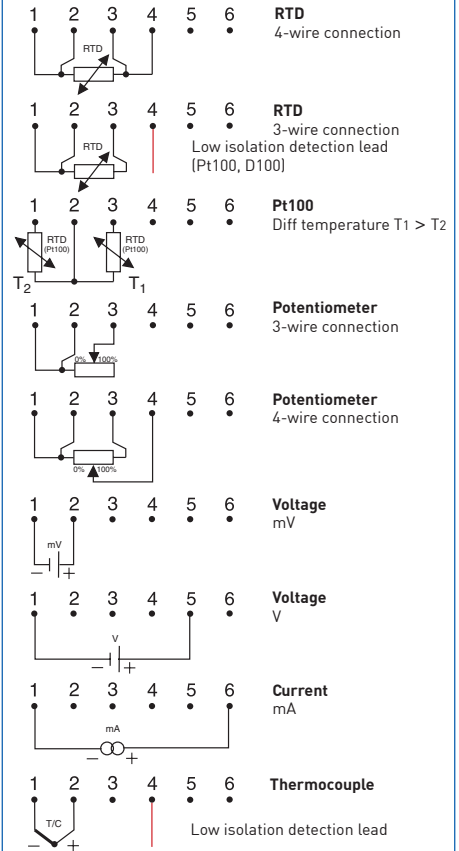 1 2 3 4 5 6 RTD
4-wire connection
RTD
1 2 3 4 5 6 RTD
3-wire connection
RTD
Low isolation detection lead
(Pt100, D100)
1 2 3 4 5 6 Pt100
Diff temperature T1 > T2
RTD RTD
(Pt100) (Pt100)
T2 T1
1 2 3 4 5 6 Potentiometer
3-wire connection
0% 100%
1 2 3 4 5 6 Potentiometer
4-wire connection
0% 100%
1 2 3 4 5 6 Voltage
mV
mV
– +
1 2 3 4 5 6 Voltage
V
V
– +
1 2 3 4 5 6 Current
mA
mA
– +
1 2 3 4 5 6 Thermocouple
T/C
Low isolation detection lead
– +